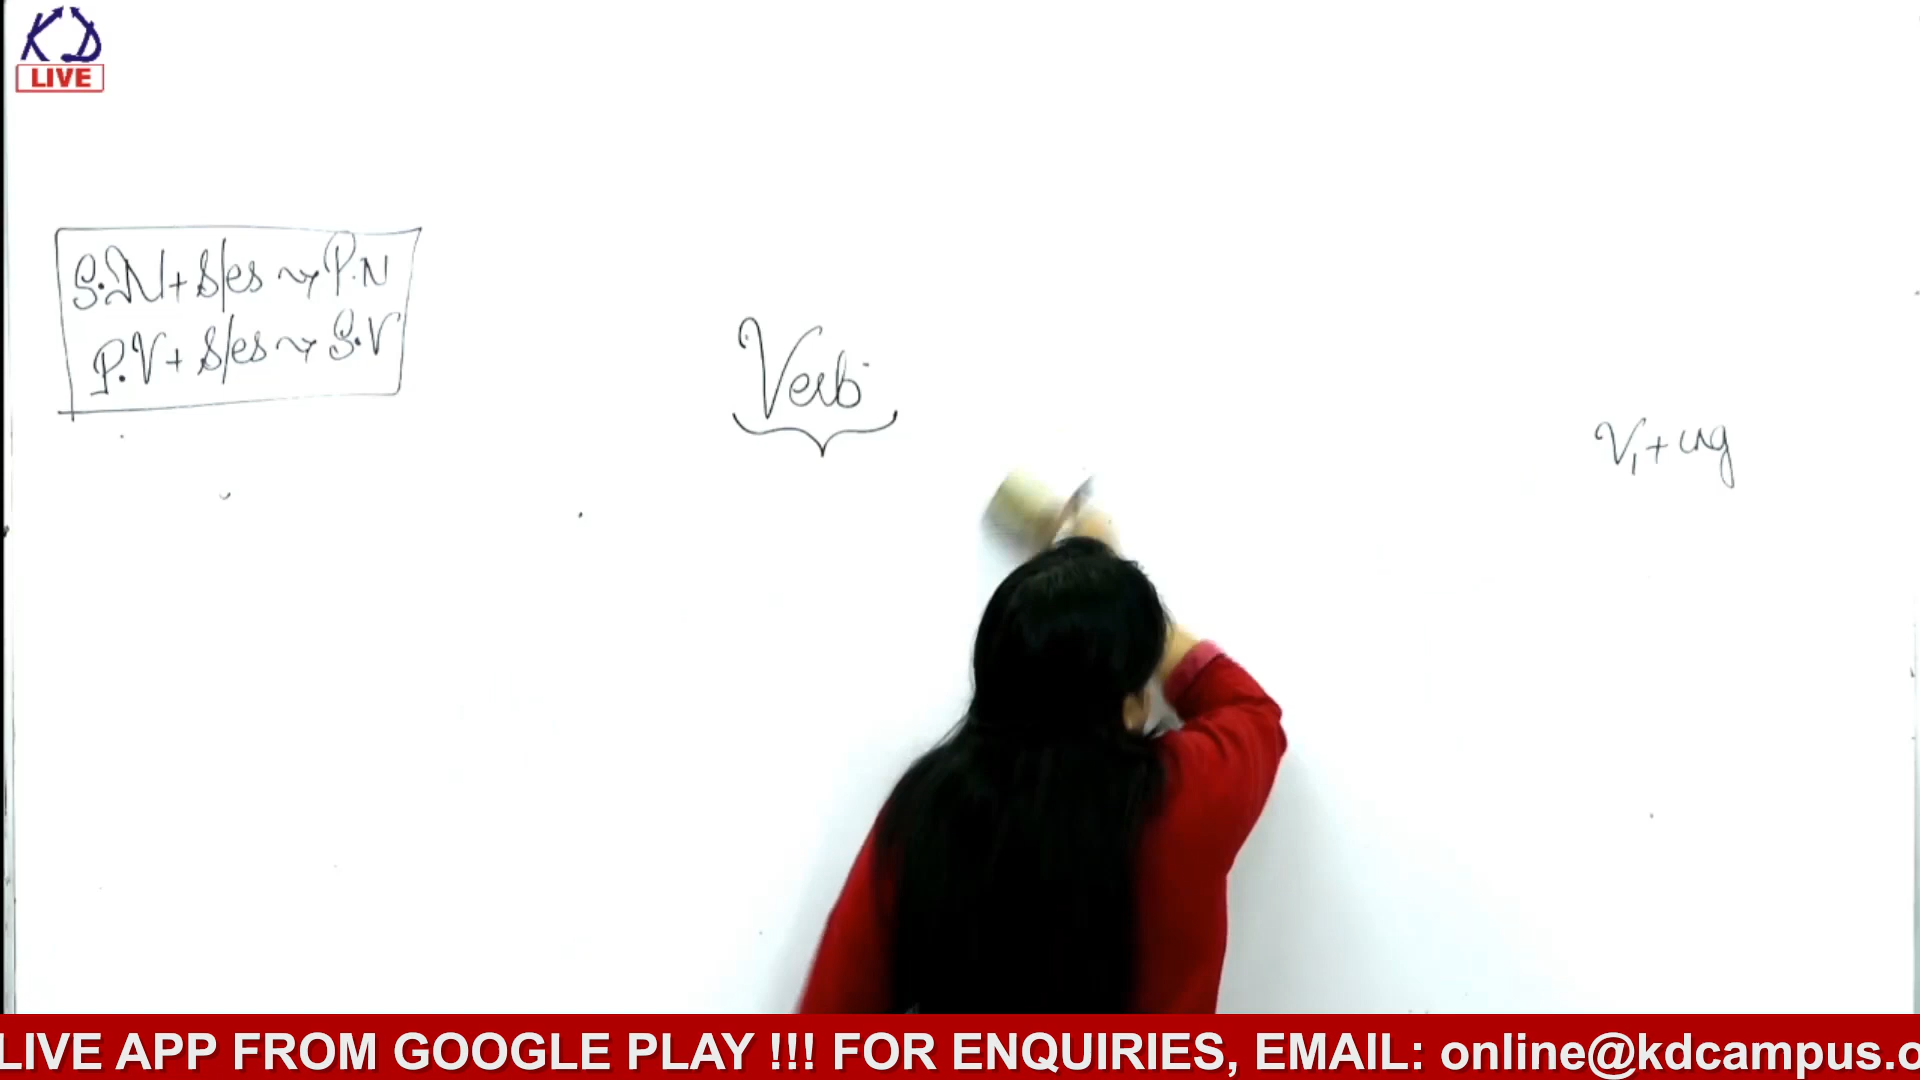 KD
LIVE
S.N + s/es → P.N
P.V + s/es → S.V
Verb
V1 + ing
LIVE APP FROM GOOGLE PLAY !!! FOR ENQUIRIES, EMAIL: online@kdcampus.o